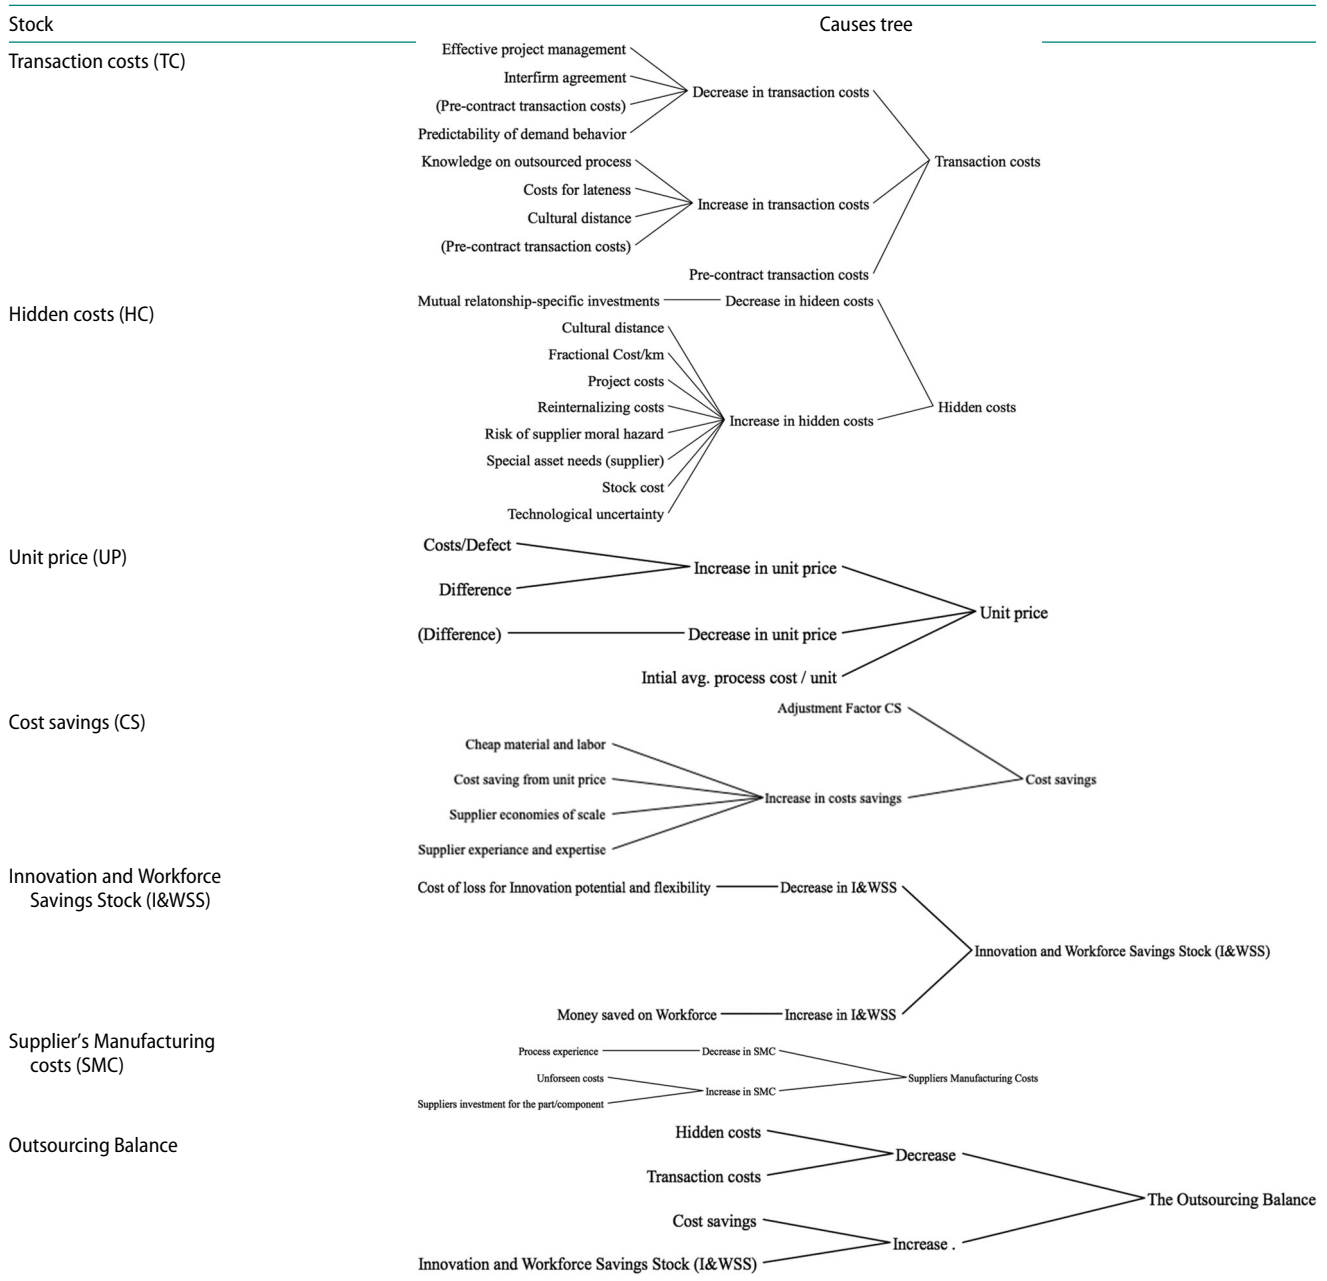 Stock
Causes tree
Transaction costs (TC)
Effective project management
Interfirm agreement
(Pre-contract transaction costs)
Predictability of demand behavior
Decrease in transaction costs
Knowledge on outsourced process
Costs for lateness
Cultural distance
(Pre-contract transaction costs)
Increase in transaction costs
Pre-contract transaction costs
Transaction costs
Hidden costs (HC)
Mutual relatonship-specific investments
Decrease in hideen costs
Cultural distance
Fractional Cost/km
Project costs
Reinternalizing costs
Risk of supplier moral hazard
Special asset needs (supplier)
Stock cost
Technological uncertainty
Increase in hidden costs
Hidden costs
Unit price (UP)
Costs/Defect
Difference
Increase in unit price
(Difference)
Decrease in unit price
Intial avg. process cost / unit
Unit price
Cost savings (CS)
Adjustment Factor CS
Cheap material and labor
Cost saving from unit price
Supplier economies of scale
Supplier experiance and expertise
Increase in costs savings
Cost savings
Innovation and Workforce
Savings Stock (I&WSS)
Cost of loss for Innovation potential and flexibility
Decrease in I&WSS
Money saved on Workforce
Increase in I&WSS
Innovation and Workforce Savings Stock (I&WSS)
Supplier’s Manufacturing
costs (SMC)
Process experience
Decrease in SMC
Unforseen costs
Suppliers investment for the part/component
Increase in SMC
Suppliers Manufacturing Costs
Outsourcing Balance
Hidden costs
Transaction costs
Decrease
Cost savings
Innovation and Workforce Savings Stock (I&WSS)
Increase .
The Outsourcing Balance